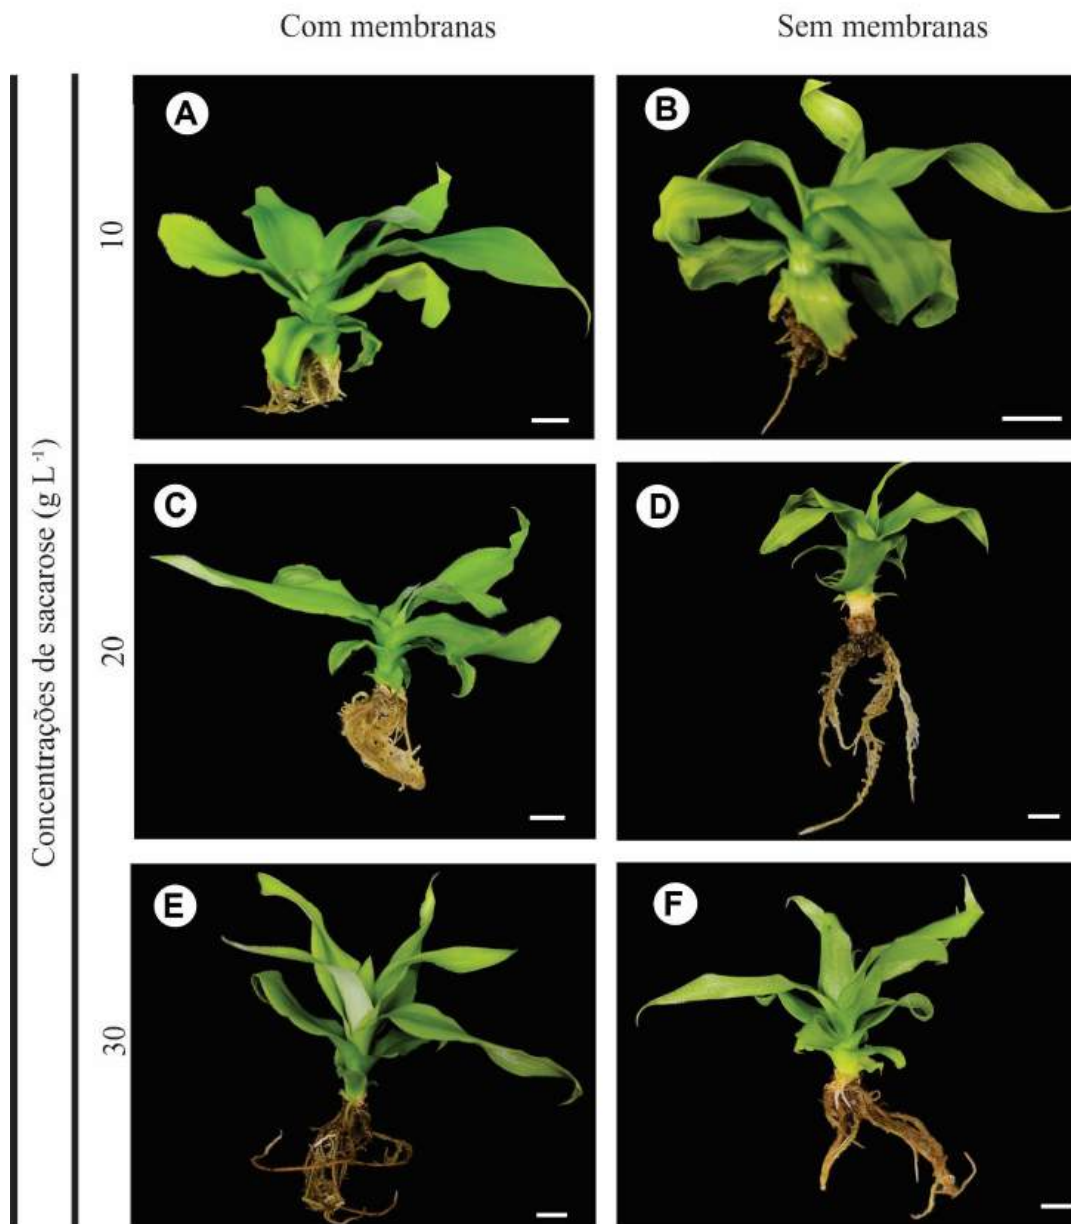 Com membranas
Sem membranas
Concentrações de sacarose (g L⁻¹)
10
A
B
20
C
D
30
E
F